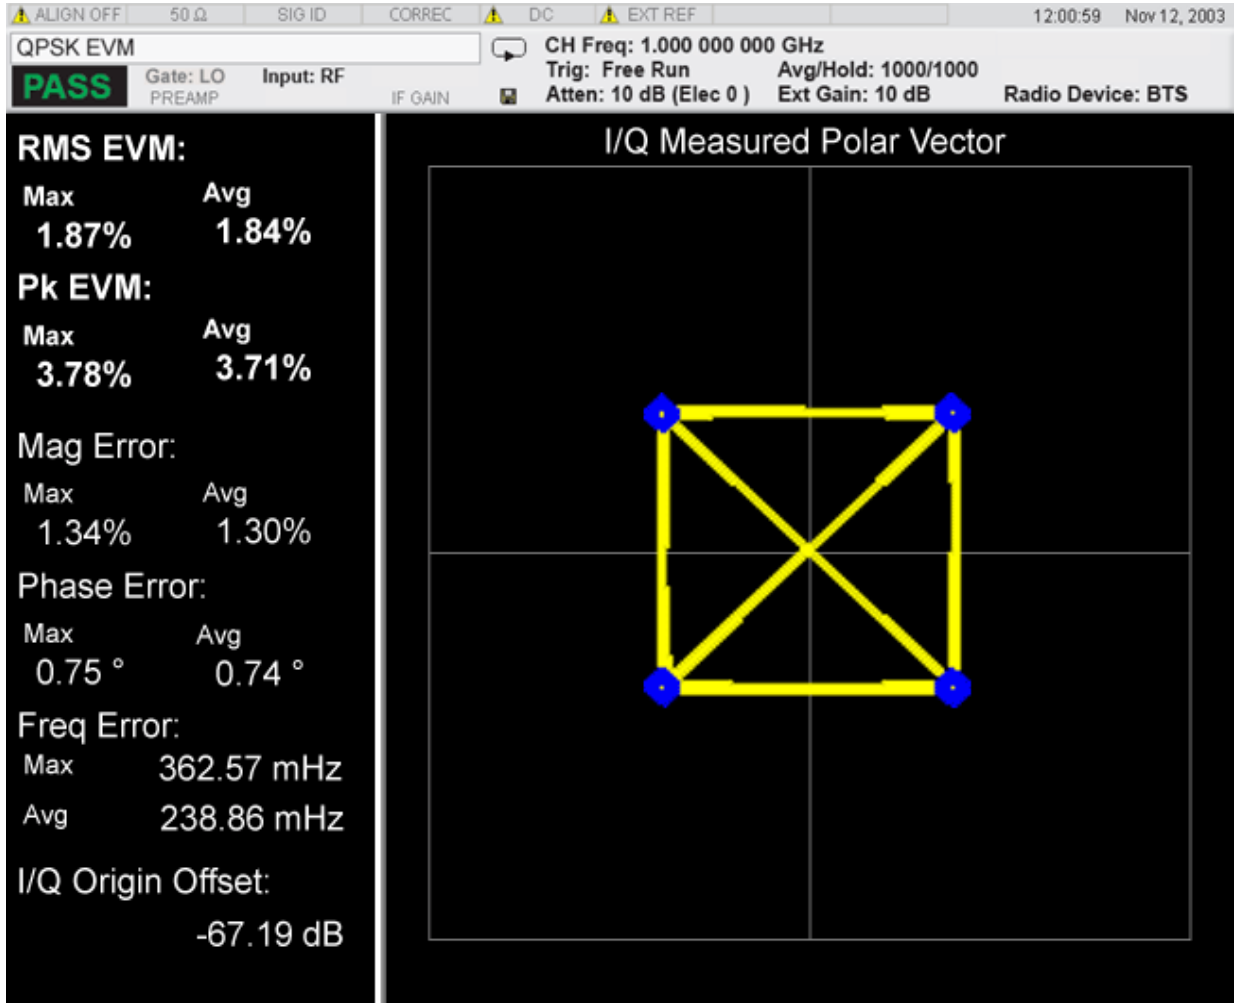 ALIGN OFF 50 Ω SIG ID CORREC DC EXT REF 12:00:59 Nov 12, 2003
QPSK EVM
CH Freq: 1.000 000 000 GHz
PASS Gate: LO Input: RF Trig: Free Run Avg/Hold: 1000/1000
PREAMP IF GAIN Atten: 10 dB (Elec 0 ) Ext Gain: 10 dB Radio Device: BTS
RMS EVM:
Max Avg
1.87% 1.84%
Pk EVM:
Max Avg
3.78% 3.71%
Mag Error:
Max Avg
1.34% 1.30%
Phase Error:
Max Avg
0.75 ° 0.74 °
Freq Error:
Max 362.57 mHz
Avg 238.86 mHz
I/Q Origin Offset:
-67.19 dB
I/Q Measured Polar Vector